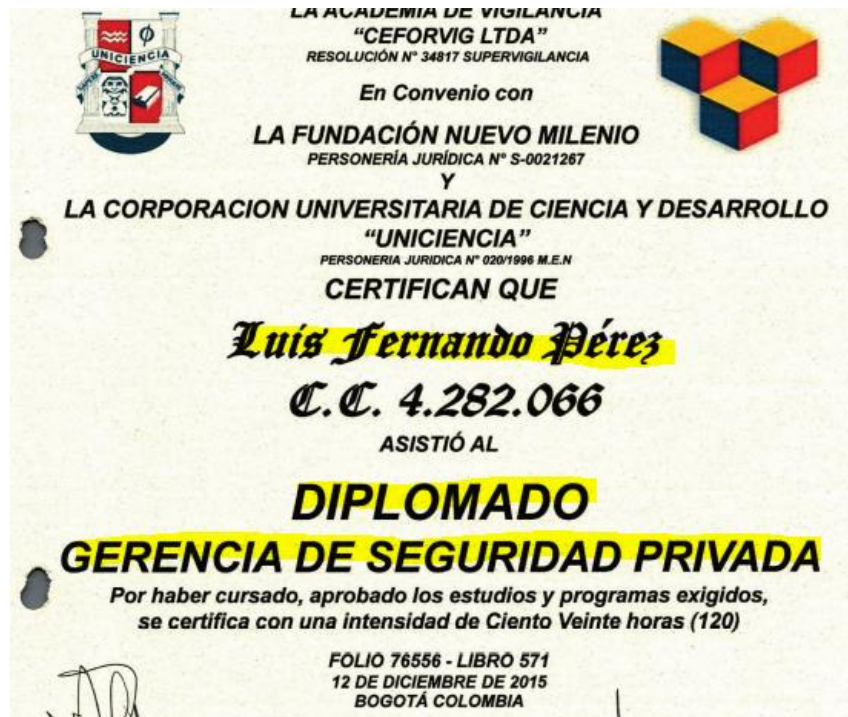 LA ACADEMIA DE VIGILANCIA
"CEFORVIG LTDA"
RESOLUCIÓN N° 34817 SUPERVIGILANCIA
En Convenio con
LA FUNDACIÓN NUEVO MILENIO
PERSONERÍA JURÍDICA N° S-0021267
Y
LA CORPORACION UNIVERSITARIA DE CIENCIA Y DESARROLLO
"UNICIENCIA"
PERSONERIA JURIDICA N° 020/1996 M.E.N
CERTIFICAN QUE
Luis Fernando Pérez
C.C. 4.282.066
ASISTIÓ AL
DIPLOMADO
GERENCIA DE SEGURIDAD PRIVADA
Por haber cursado, aprobado los estudios y programas exigidos,
se certifica con una intensidad de Ciento Veinte horas (120)
FOLIO 76556 - LIBRO 571
12 DE DICIEMBRE DE 2015
BOGOTÁ COLOMBIA
UNICIENCIA